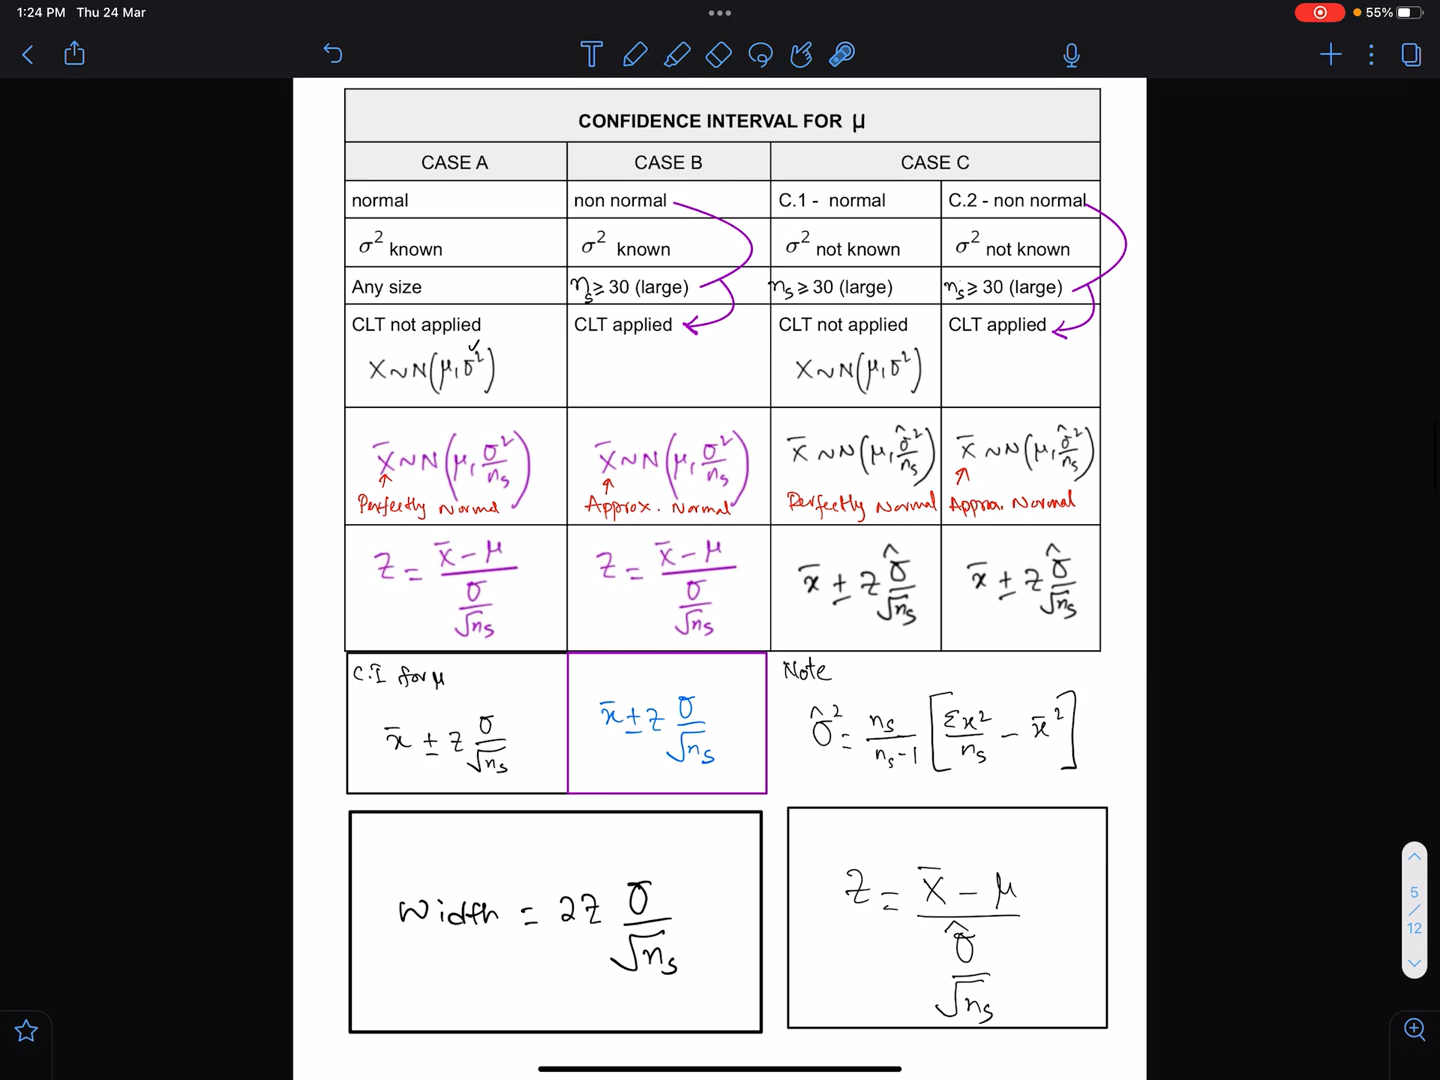 1:24 PM Thu 24 Mar
55%
CONFIDENCE INTERVAL FOR μ
CASE A CASE B CASE C
normal non normal C.1 - normal C.2 - non normal
σ² known σ² known σ² not known σ² not known
Any size nₛ ≥ 30 (large) nₛ ≥ 30 (large) nₛ ≥ 30 (large)
CLT not applied CLT applied CLT not applied CLT applied
X ~ N(μ, σ²) X ~ N(μ, σ²)
X̄ ~ N(μ, σ²/nₛ) X̄ ~ N(μ, σ²/nₛ) X̄ ~ N(μ, σ̂²/nₛ) X̄ ~ N(μ, σ̂²/nₛ)
Perfectly Normal Approx. Normal Perfectly Normal Approx. Normal
Z = (X̄ - μ)/(σ/√nₛ) Z = (X̄ - μ)/(σ/√nₛ) x̄ ± Z σ̂/√nₛ x̄ ± Z σ̂/√nₛ
C.I for μ
x̄ ± Z σ/√nₛ
x̄ ± Z σ/√nₛ
Note
σ̂² = nₛ/(nₛ-1) [Σx²/nₛ - x̄²]
Width = 2Z σ/√nₛ
Z = (X̄ - μ)/(σ̂/√nₛ)
5
/
12